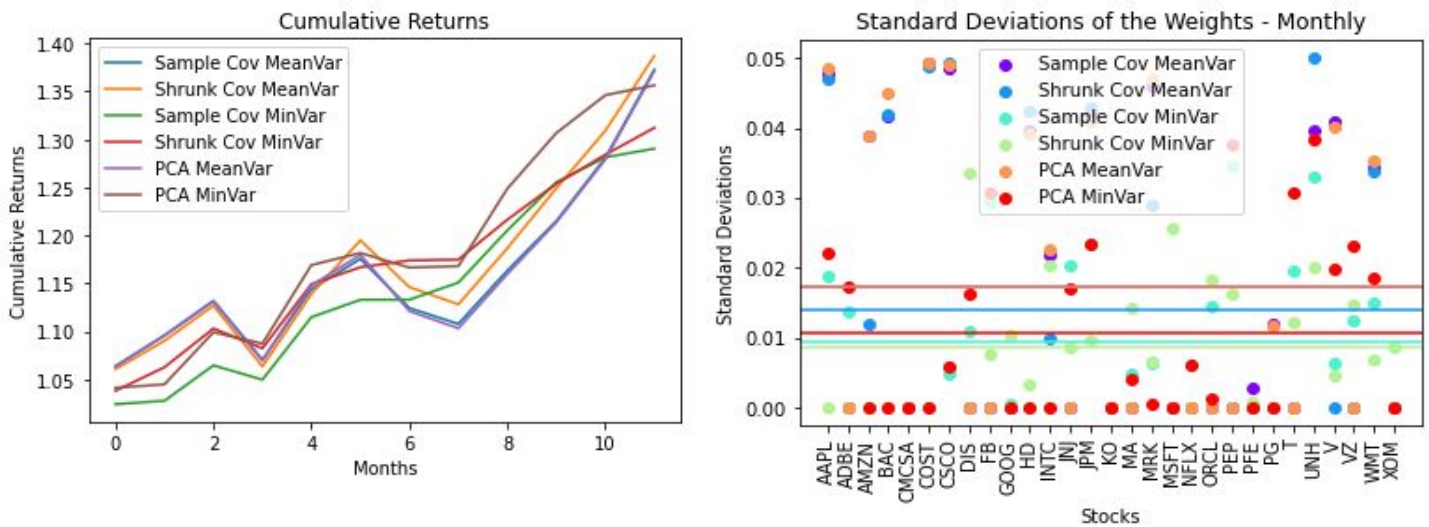 Cumulative Returns
1.40
1.35
1.30
1.25
1.20
1.15
1.10
1.05
Cumulative Returns
Sample Cov MeanVar
Shrunk Cov MeanVar
Sample Cov MinVar
Shrunk Cov MinVar
PCA MeanVar
PCA MinVar
0 2 4 6 8 10
Months
Standard Deviations of the Weights - Monthly
0.05
0.04
0.03
0.02
0.01
0.00
Standard Deviations
Sample Cov MeanVar
Shrunk Cov MeanVar
Sample Cov MinVar
Shrunk Cov MinVar
PCA MeanVar
PCA MinVar
AAPL
ADBE
AMZN
BAC
CMCSA
COST
CSCO
DIS
FB
GOOG
HD
INTC
JNJ
JPM
KO
MA
MRK
MSFT
NFLX
ORCL
PEP
PFE
PG
T
UNH
V
VZ
WMT
XOM
Stocks